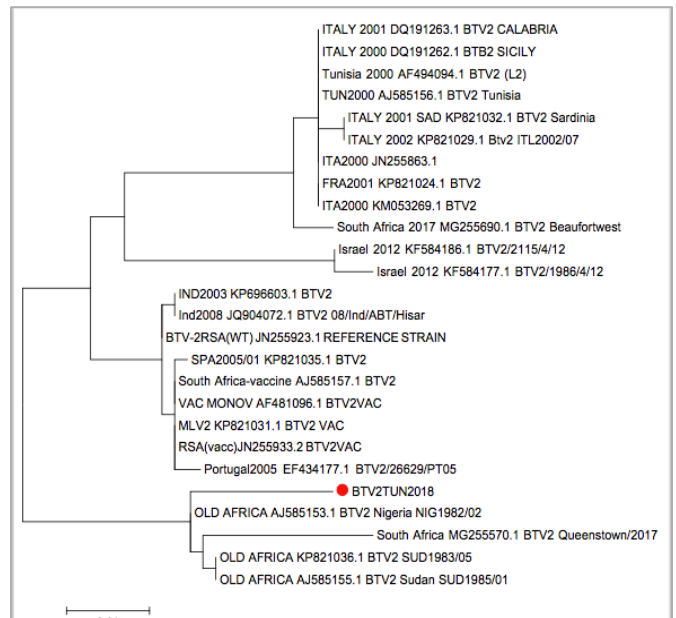 ITALY 2001 DQ191263.1 BTV2 CALABRIA
ITALY 2000 DQ191262.1 BTB2 SICILY
Tunisia 2000 AF494094.1 BTV2 (L2)
TUN2000 AJ585156.1 BTV2 Tunisia
ITALY 2001 SAD KP821032.1 BTV2 Sardinia
ITALY 2002 KP821029.1 Btv2 ITL2002/07
ITA2000 JN255863.1
FRA2001 KP821024.1 BTV2
ITA2000 KM053269.1 BTV2
South Africa 2017 MG255690.1 BTV2 Beaufortwest
Israel 2012 KF584186.1 BTV2/2115/4/12
Israel 2012 KF584177.1 BTV2/1986/4/12
IND2003 KP696603.1 BTV2
Ind2008 JQ904072.1 BTV2 08/Ind/ABT/Hisar
BTV-2RSA(WT) JN255923.1 REFERENCE STRAIN
SPA2005/01 KP821035.1 BTV2
South Africa-vaccine AJ585157.1 BTV2
VAC MONOV AF481096.1 BTV2VAC
MLV2 KP821031.1 BTV2 VAC
RSA(vacc)JN255933.2 BTV2VAC
Portugal2005 EF434177.1 BTV2/26629/PT05
BTV2TUN2018
OLD AFRICA AJ585153.1 BTV2 Nigeria NIG1982/02
South Africa MG255570.1 BTV2 Queenstown/2017
OLD AFRICA KP821036.1 BTV2 SUD1983/05
OLD AFRICA AJ585155.1 BTV2 Sudan SUD1985/01